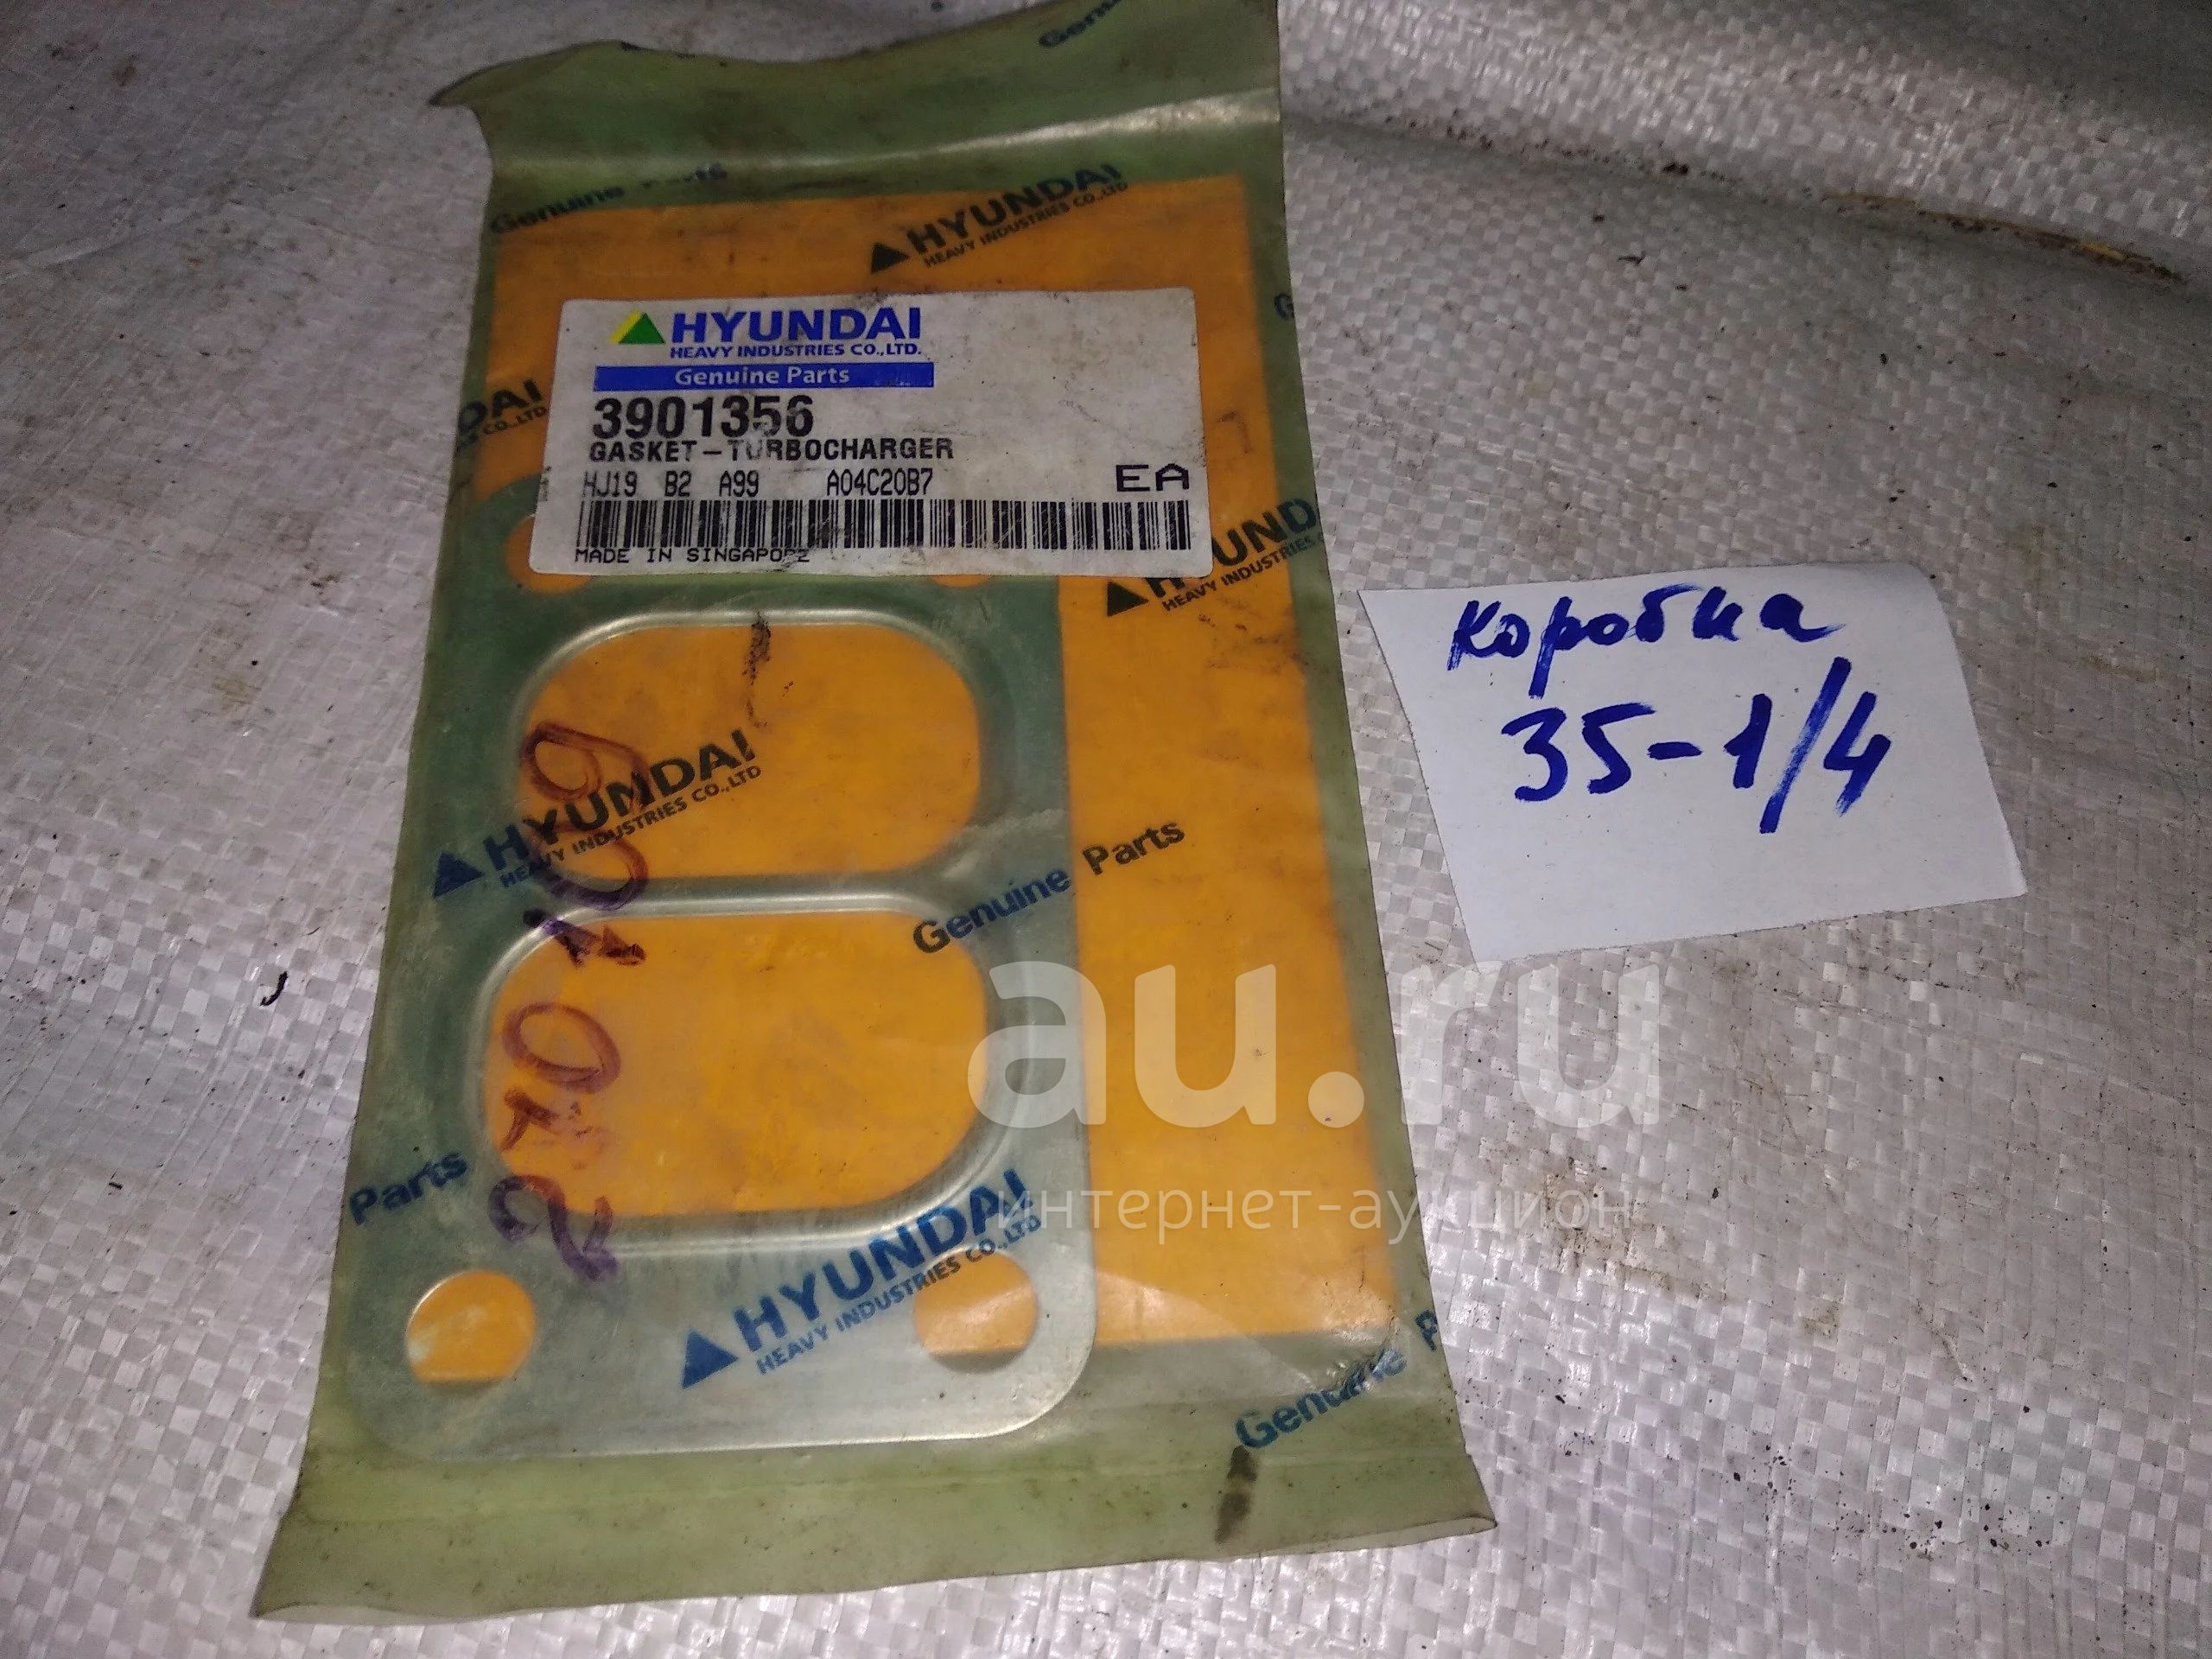 Genuine
Genuine Parts
HYUNDAI
HEAVY INDUSTRIES CO.,LTD
HYUNDAI
HEAVY INDUSTRIES CO.,LTD.
Genuine Parts
3901356
GASKET-TURBOCHARGER
HJ19 B2 A99 A04C20B7 EA
MADE IN SINGAPORE
HYUNDAI
HEAVY INDUSTRIES
коробка
35-1/4
HYUNDAI
HEAVY INDUSTRIES CO.,LTD
Genuine Parts
Parts
HYUNDAI
HEAVY INDUSTRIES CO.,LTD
Genuine
au.ru
интернет-аукцион